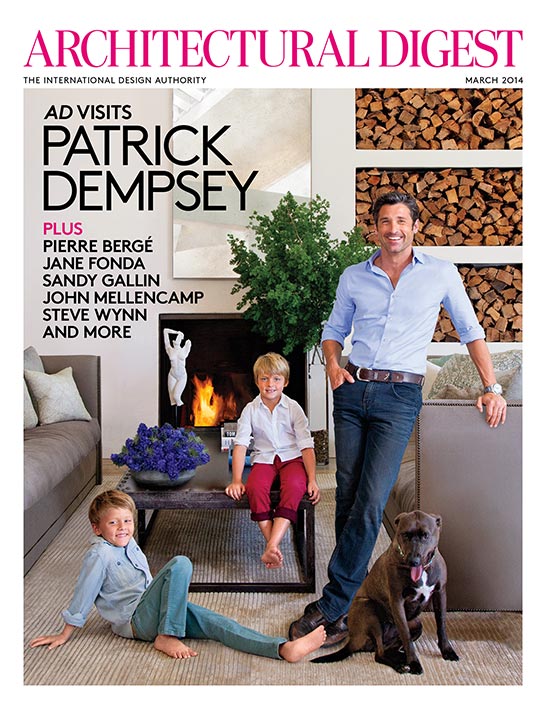 ARCHITECTURAL DIGEST
THE INTERNATIONAL DESIGN AUTHORITY MARCH 2014
AD VISITS
PATRICK
DEMPSEY
PLUS
PIERRE BERGÉ
JANE FONDA
SANDY GALLIN
JOHN MELLENCAMP
STEVE WYNN
AND MORE
TOM